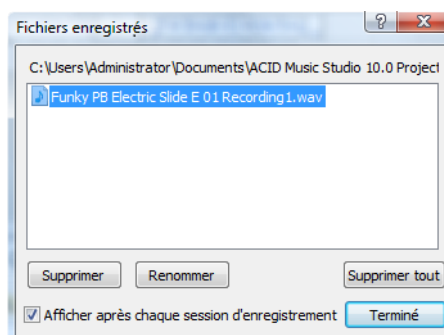 Fichiers enregistrés
C:\Users\Administrator\Documents\ACID Music Studio 10.0 Project
Funky PB Electric Slide E 01 Recording1.wav
Supprimer Renommer Supprimer tout
Afficher après chaque session d'enregistrement Terminé